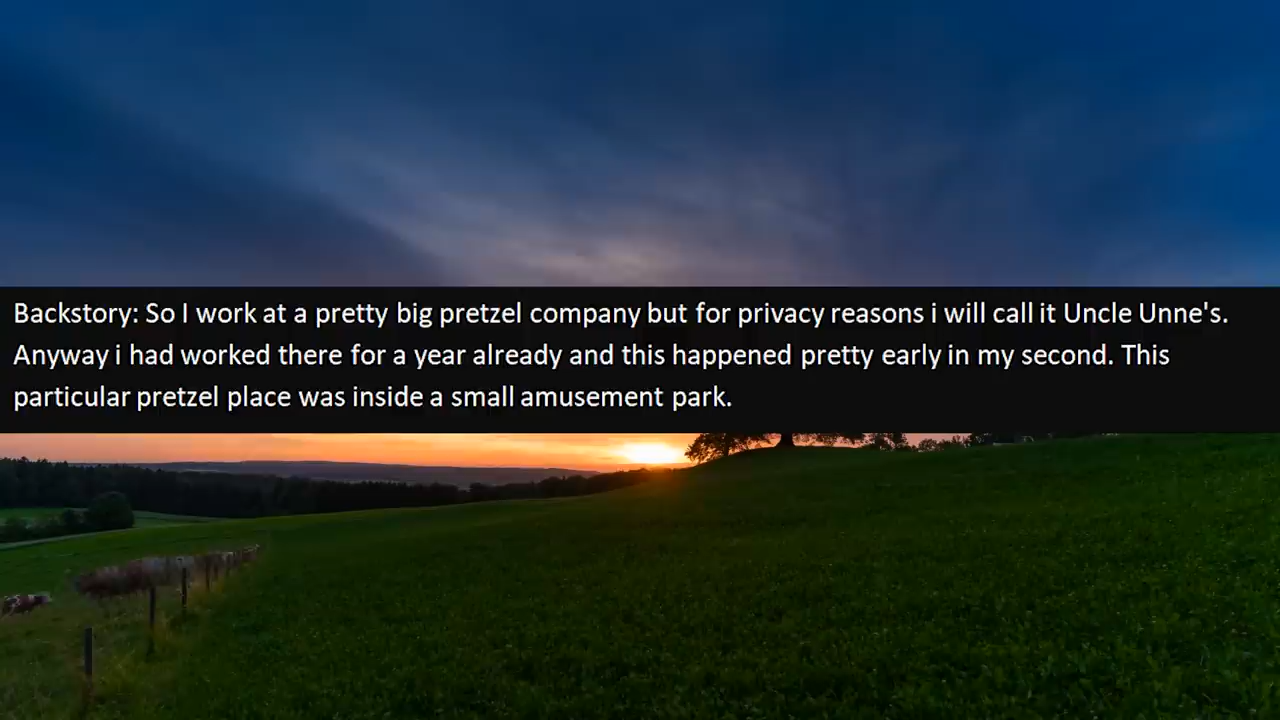 Backstory: So I work at a pretty big pretzel company but for privacy reasons i will call it Uncle Unne's.
Anyway i had worked there for a year already and this happened pretty early in my second. This
particular pretzel place was inside a small amusement park.